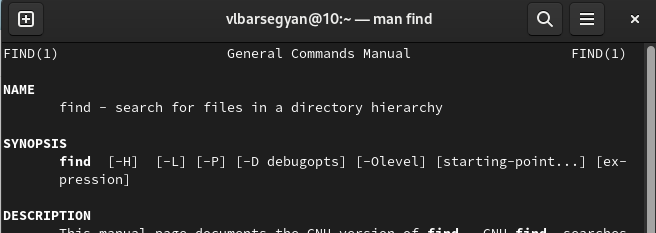 vlbarsegyan@10:~ — man find
FIND(1) General Commands Manual FIND(1)
NAME
find - search for files in a directory hierarchy
SYNOPSIS
find [-H] [-L] [-P] [-D debugopts] [-Olevel] [starting-point...] [ex-
pression]
DESCRIPTION
This manual page documents the GNU version of find. GNU find searches